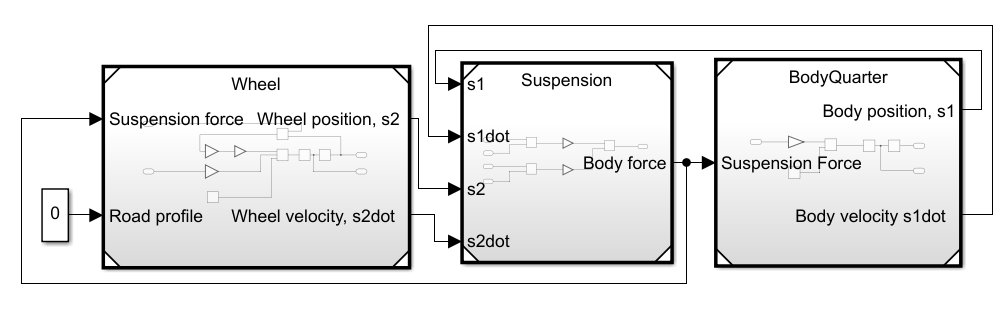 Wheel
Suspension force
Wheel position, s2
0
Road profile
Wheel velocity, s2dot
Suspension
s1
s1dot
Body force
s2
s2dot
BodyQuarter
Body position, s1
Suspension Force
Body velocity s1dot